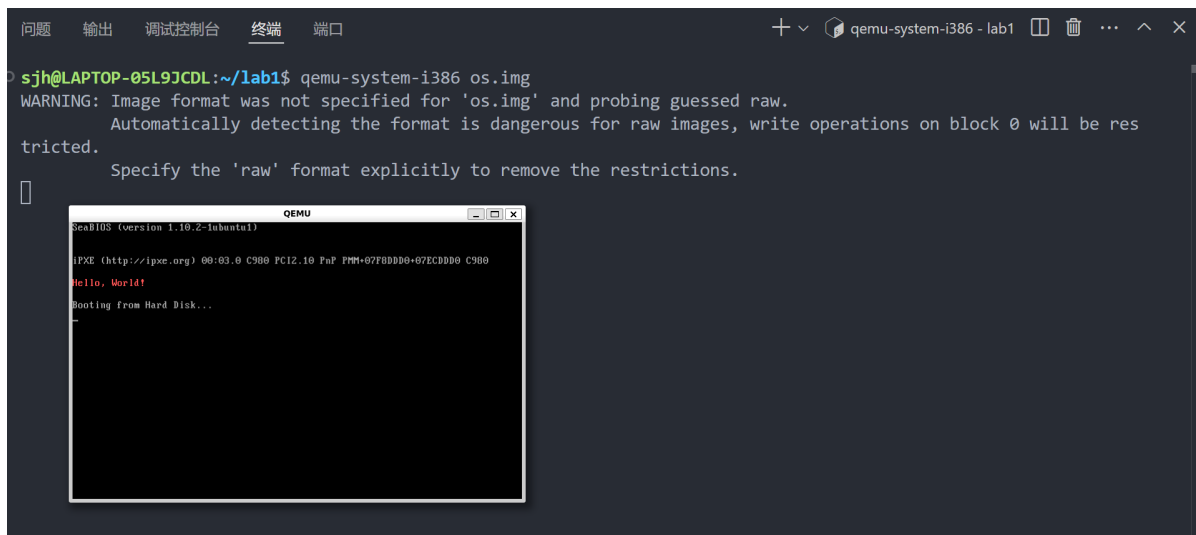 问题 输出 调试控制台 终端 端口 qemu-system-i386 - lab1
sjh@LAPTOP-05L9JCDL:~/lab1$ qemu-system-i386 os.img
WARNING: Image format was not specified for 'os.img' and probing guessed raw.
Automatically detecting the format is dangerous for raw images, write operations on block 0 will be res
tricted.
Specify the 'raw' format explicitly to remove the restrictions.
QEMU
SeaBIOS (version 1.10.2-1ubuntu1)
iPXE (http://ipxe.org) 00:03.0 C980 PCI2.10 PnP PMM+07F8DDD0+07ECDDD0 C980
Hello, World!
Booting from Hard Disk...